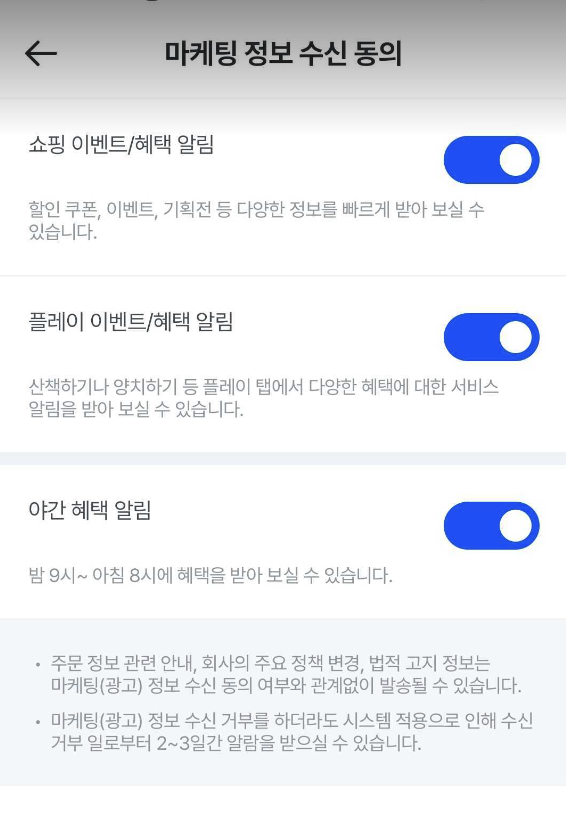 마케팅 정보 수신 동의
쇼핑 이벤트/혜택 알림
할인 쿠폰, 이벤트, 기획전 등 다양한 정보를 빠르게 받아 보실 수
있습니다.
플레이 이벤트/혜택 알림
산책하기나 양치하기 등 플레이 탭에서 다양한 혜택에 대한 서비스
알림을 받아 보실 수 있습니다.
야간 혜택 알림
밤 9시~ 아침 8시에 혜택을 받아 보실 수 있습니다.
• 주문 정보 관련 안내, 회사의 주요 정책 변경, 법적 고지 정보는
마케팅(광고) 정보 수신 동의 여부와 관계없이 발송될 수 있습니다.
• 마케팅(광고) 정보 수신 거부를 하더라도 시스템 적용으로 인해 수신
거부 일로부터 2~3일간 알람을 받으실 수 있습니다.